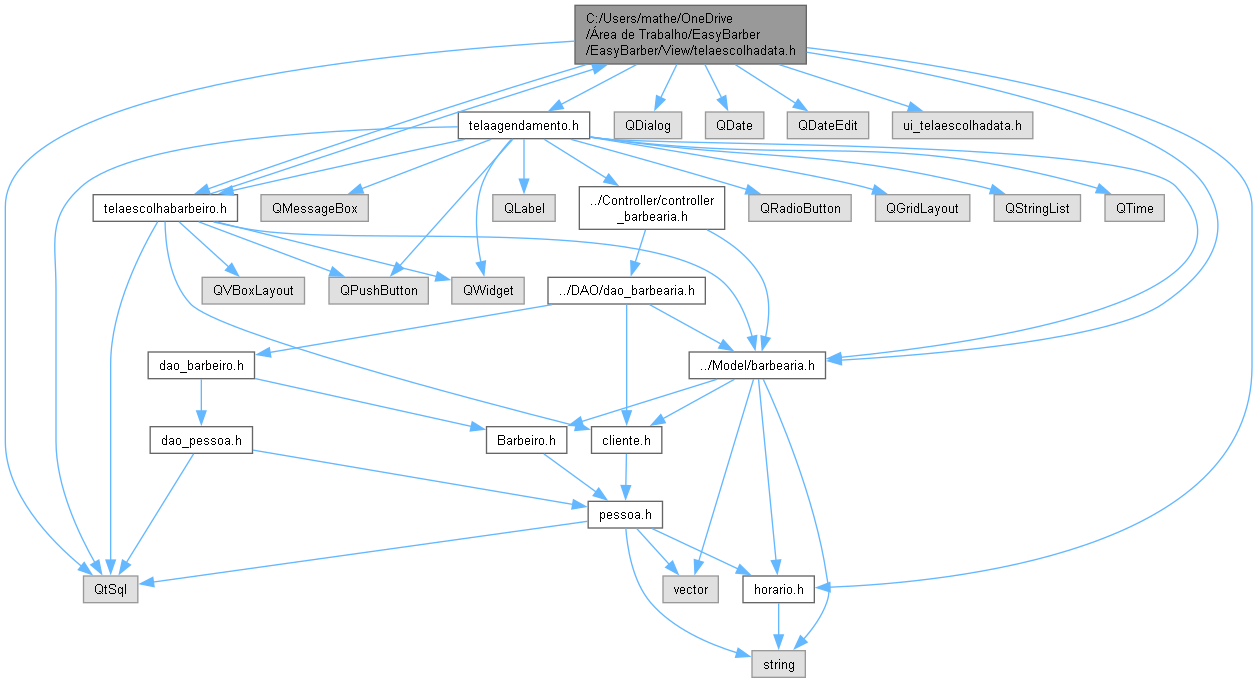 C:/Users/mathe/OneDrive
/Área de Trabalho/EasyBarber
/EasyBarber/View/telaescolhadata.h
telaagendamento.h
QDialog
QDate
QDateEdit
ui_telaescolhadata.h
telaescolhabarbeiro.h
QMessageBox
QLabel
../Controller/controller
_barbearia.h
QRadioButton
QGridLayout
QStringList
QTime
QVBoxLayout
QPushButton
QWidget
../DAO/dao_barbearia.h
dao_barbeiro.h
../Model/barbearia.h
dao_pessoa.h
Barbeiro.h
cliente.h
pessoa.h
QtSql
vector
horario.h
string